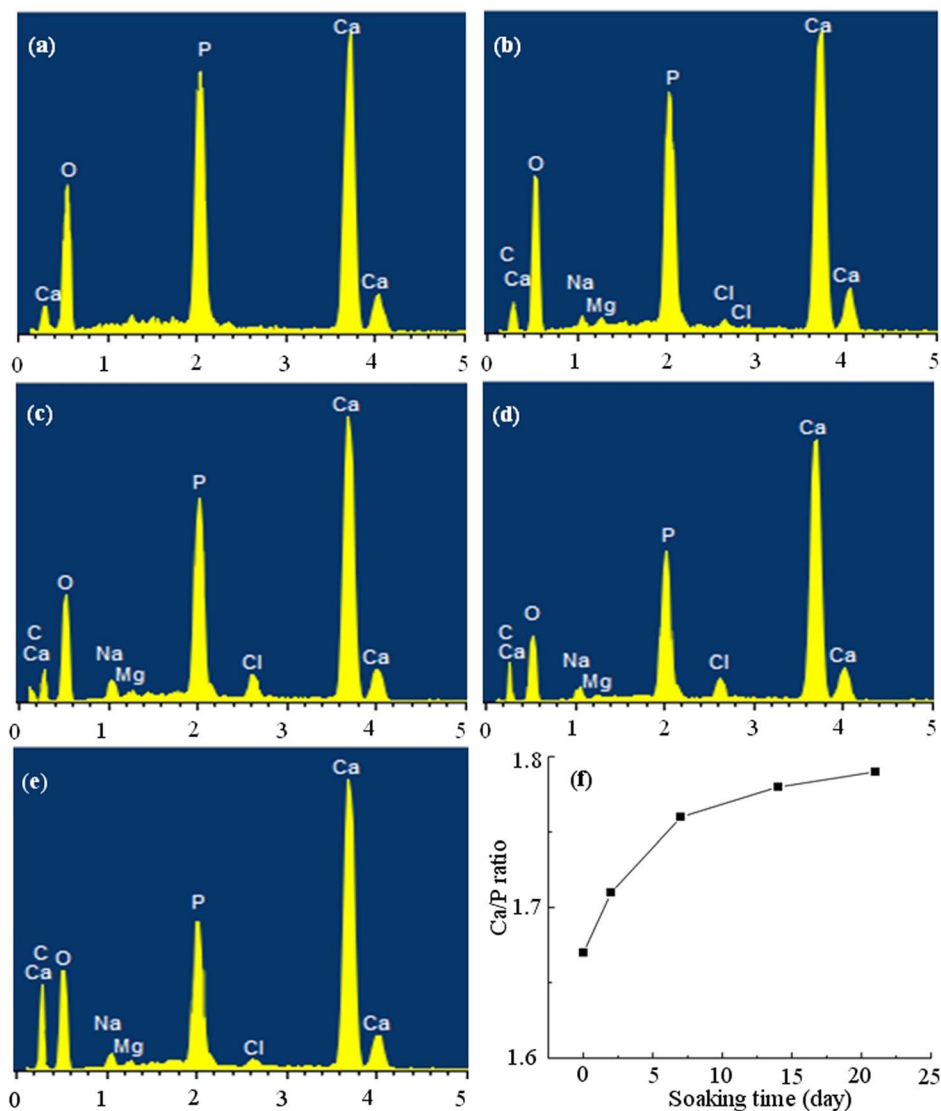 (a)
Ca
O
P
Ca
Ca
0 1 2 3 4 5
(b)
C
Ca
O
Na
Mg
P
Cl
Cl
Ca
Ca
0 1 2 3 4 5
(c)
C
Ca
O
Na
Mg
P
Cl
Ca
Ca
0 1 2 3 4 5
(d)
C
Ca
O
Na
Mg
P
Cl
Ca
Ca
0 1 2 3 4 5
(e)
C
Ca
O
Na
Mg
P
Cl
Ca
Ca
0 1 2 3 4 5
(f)
1.8
1.7
1.6
Ca/P ratio
0 5 10 15 20 25
Soaking time (day)